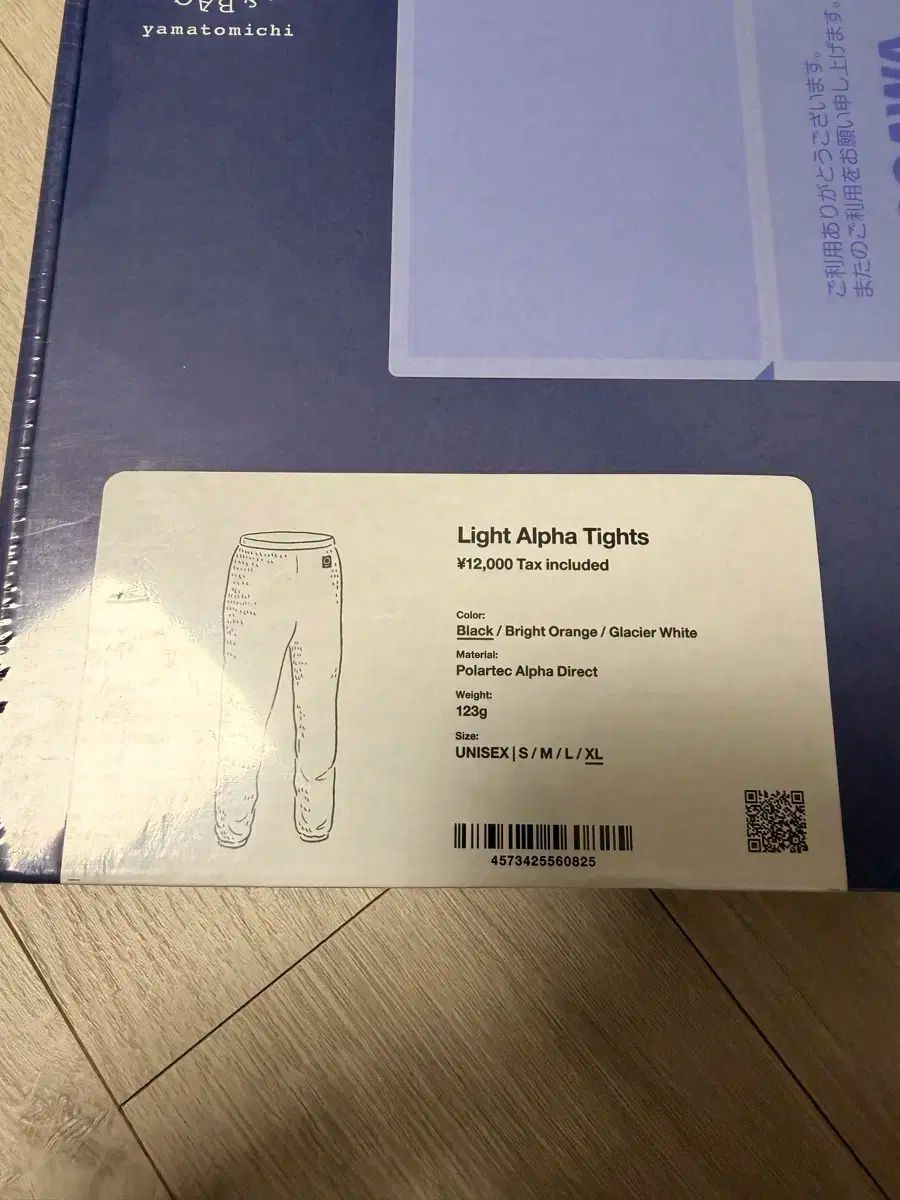 & BAG
yamatomichi
ご利用ありがとうございます。
またのご利用をお願い申し上げます。
Light Alpha Tights
¥12,000 Tax included
Color:
Black / Bright Orange / Glacier White
Material:
Polartec Alpha Direct
Weight:
123g
Size:
UNISEX | S / M / L / XL
4573425560825